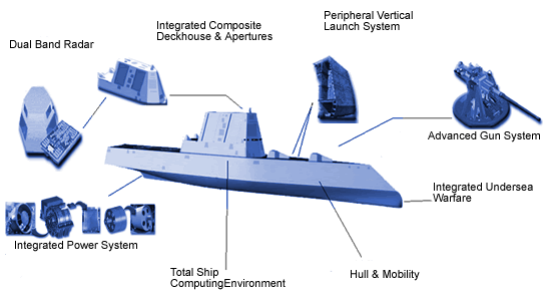 Integrated Composite
Deckhouse & Apertures
Peripheral Vertical
Launch System
Dual Band Radar
Advanced Gun System
Integrated Undersea
Warfare
Integrated Power System
Total Ship
ComputingEnvironment
Hull & Mobility